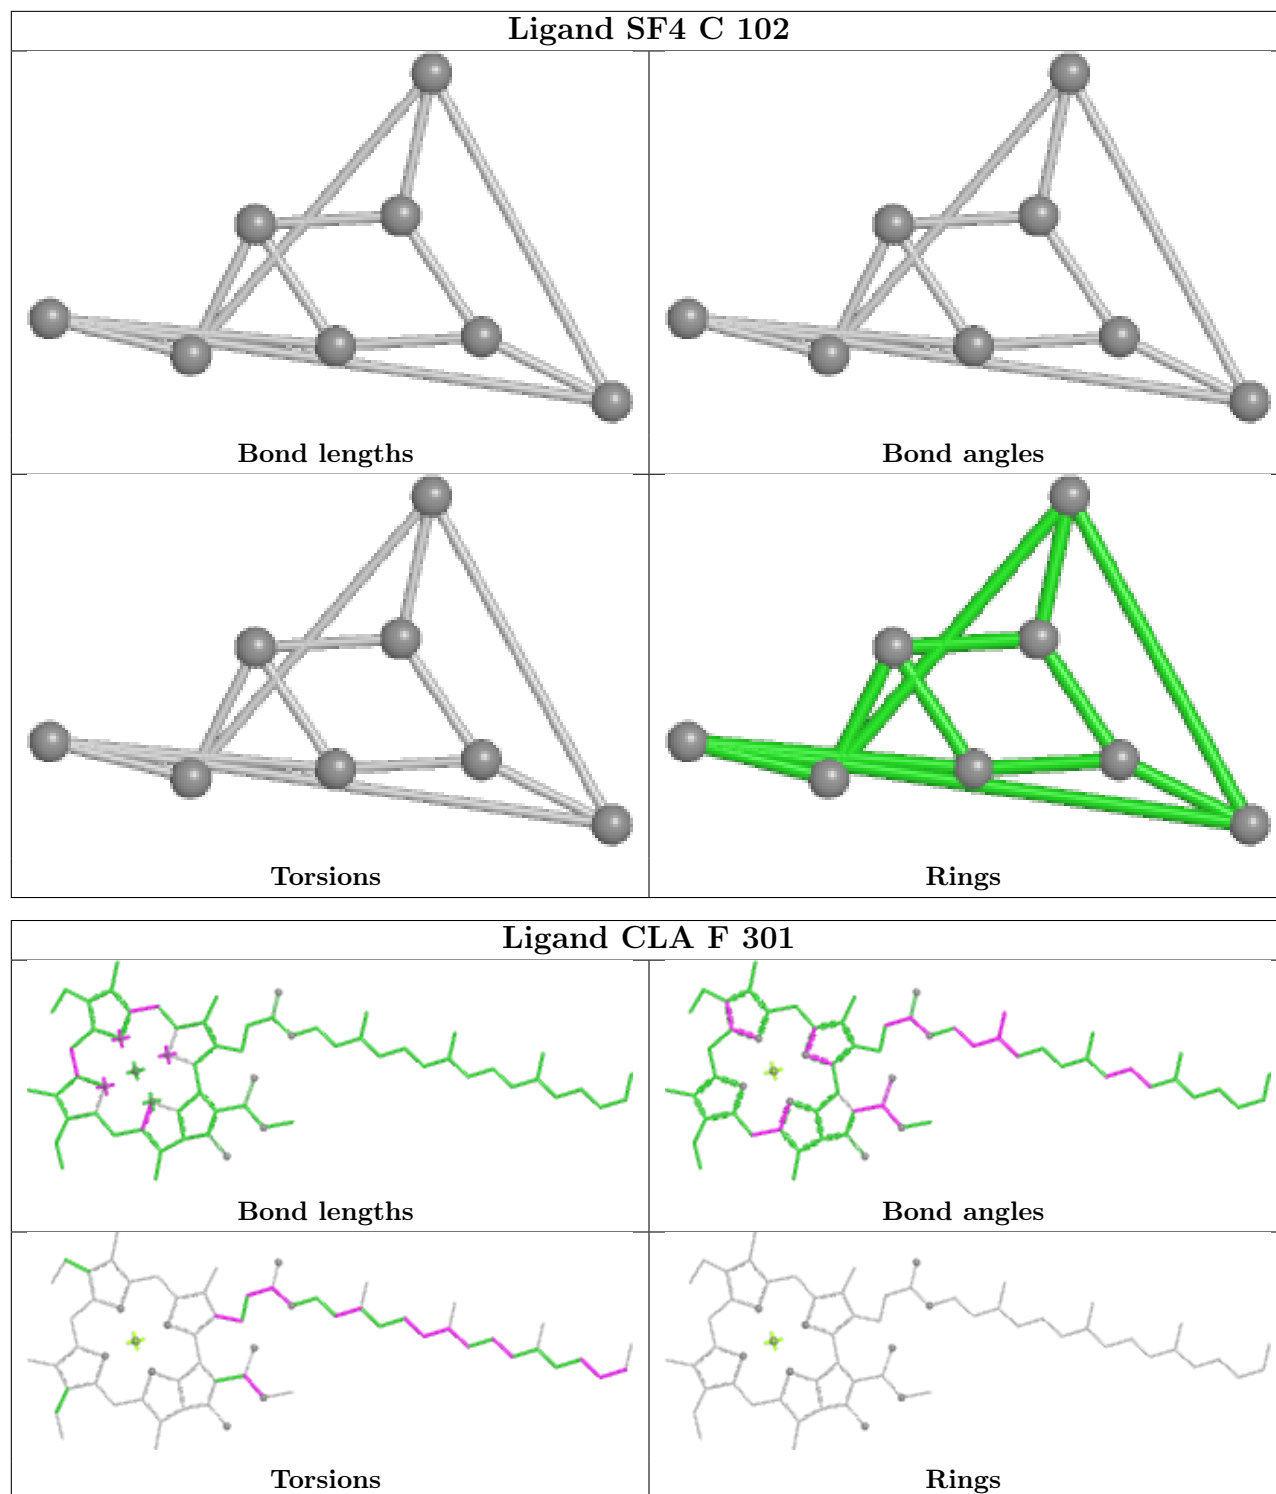 Ligand SF4 C 102
Bond lengths
Bond angles
Torsions
Rings
Ligand CLA F 301
Bond lengths
Bond angles
Torsions
Rings